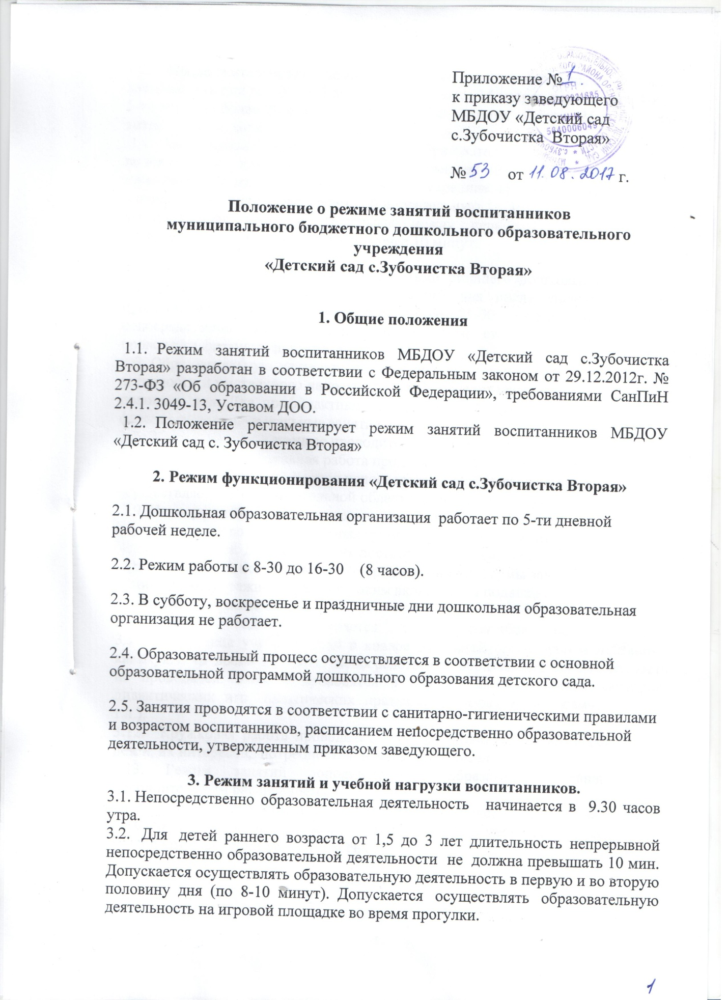 Приложение № 1
к приказу заведующего
МБДОУ «Детский сад
с.Зубочистка Вторая»
№ 53 от 11.08.2017 г.
Положение о режиме занятий воспитанников
муниципального бюджетного дошкольного образовательного
учреждения
«Детский сад с.Зубочистка Вторая»
1. Общие положения
1.1. Режим занятий воспитанников МБДОУ «Детский сад с.Зубочистка
Вторая» разработан в соответствии с Федеральным законом от 29.12.2012г. №
273-ФЗ «Об образовании в Российской Федерации», требованиями СанПиН
2.4.1. 3049-13, Уставом ДОО.
1.2. Положение регламентирует режим занятий воспитанников МБДОУ
«Детский сад с. Зубочистка Вторая»
2. Режим функционирования «Детский сад с.Зубочистка Вторая»
2.1. Дошкольная образовательная организация работает по 5-ти дневной
рабочей неделе.
2.2. Режим работы с 8-30 до 16-30 (8 часов).
2.3. В субботу, воскресенье и праздничные дни дошкольная образовательная
организация не работает.
2.4. Образовательный процесс осуществляется в соответствии с основной
образовательной программой дошкольного образования детского сада.
2.5. Занятия проводятся в соответствии с санитарно-гигиеническими правилами
и возрастом воспитанников, расписанием непосредственно образовательной
деятельности, утвержденным приказом заведующего.
3. Режим занятий и учебной нагрузки воспитанников.
3.1. Непосредственно образовательная деятельность начинается в 9.30 часов
утра.
3.2. Для детей раннего возраста от 1,5 до 3 лет длительность непрерывной
непосредственно образовательной деятельности не должна превышать 10 мин.
Допускается осуществлять образовательную деятельность в первую и во вторую
половину дня (по 8-10 минут). Допускается осуществлять образовательную
деятельность на игровой площадке во время прогулки.
1
ОГРН
ИНН
5640006049